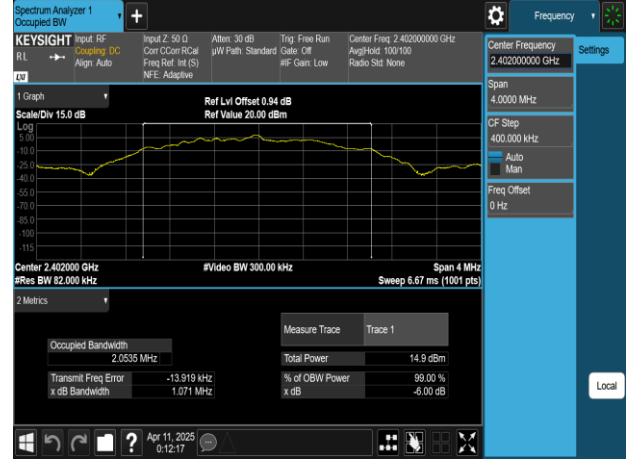 Spectrum Analyzer 1
Occupied BW
Frequency
KEYSIGHT
RL
LXI
Input: RF
Coupling: DC
Align: Auto
Input Z: 50 Ω
Corr CCorr RCal
Freq Ref: Int (S)
NFE: Adaptive
Atten: 30 dB
µW Path: Standard
Trig: Free Run
Gate: Off
#IF Gain: Low
Center Freq: 2.402000000 GHz
Avg|Hold: 100/100
Radio Std: None
Center Frequency
2.402000000 GHz
Settings
Span
4.0000 MHz
CF Step
400.000 kHz
Auto
Man
Freq Offset
0 Hz
Local
1 Graph
Scale/Div 15.0 dB
Ref Lvl Offset 0.94 dB
Ref Value 20.00 dBm
Log
5.00
-10.0
-25.0
-40.0
-55.0
-70.0
-85.0
-100
-115
Center 2.402000 GHz
#Video BW 300.00 kHz
Span 4 MHz
#Res BW 82.000 kHz
Sweep 6.67 ms (1001 pts)
2 Metrics
Measure Trace
Trace 1
Occupied Bandwidth
2.0535 MHz
Total Power
14.9 dBm
Transmit Freq Error
-13.919 kHz
% of OBW Power
99.00 %
x dB Bandwidth
1.071 MHz
x dB
-6.00 dB
?
Apr 11, 2025
0:12:17